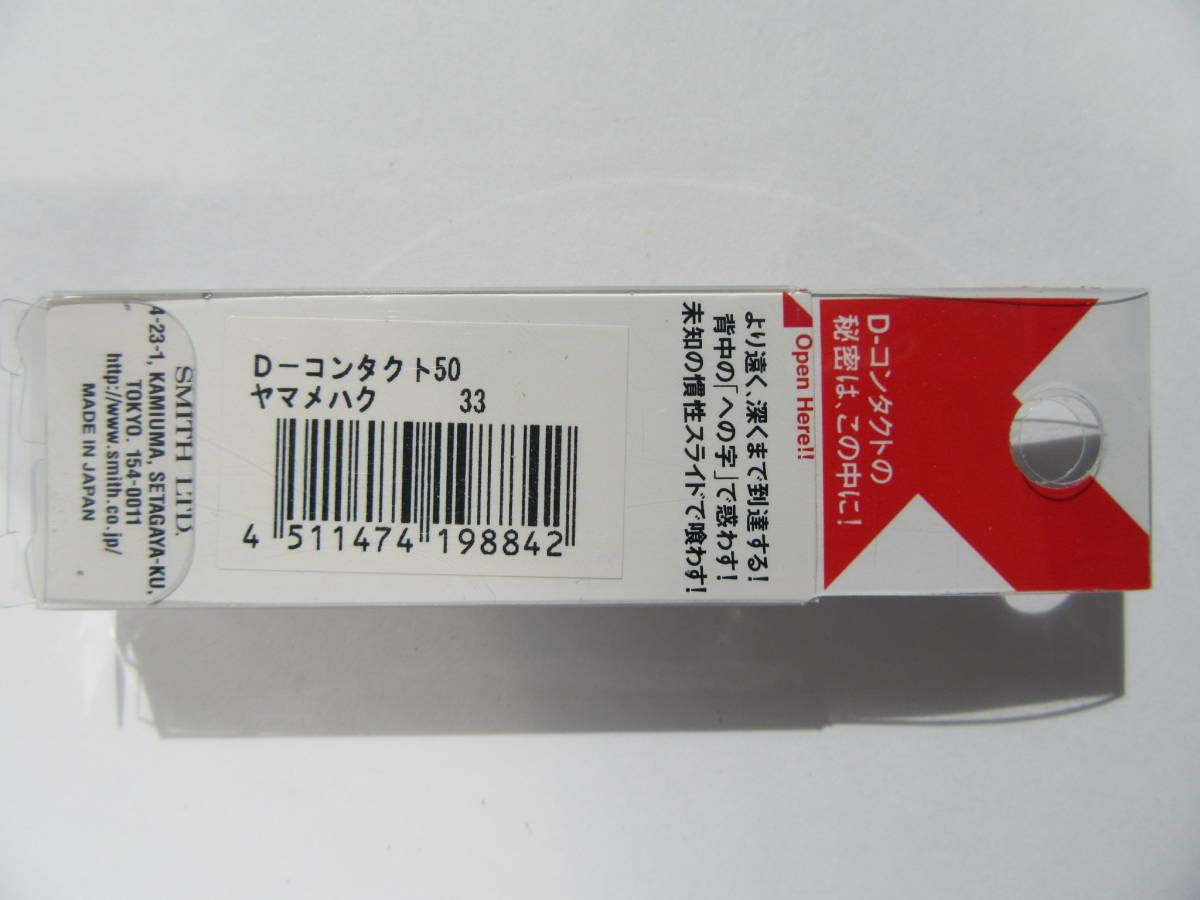 D-コンタクトの
秘密は、この中に!
Open Here!!
より遠く、深くまで到達する!
背中の「への字」で惑わす!
未知の慣性スライドで喰わす!
D-コンタクト50
ヤマメハク 33
4 511474 198842
SMITH LTD.
4-23-1, KAMIUMA, SETAGAYA-KU,
TOKYO. 154-0011
http://www.smith.co.jp/
MADE IN JAPAN